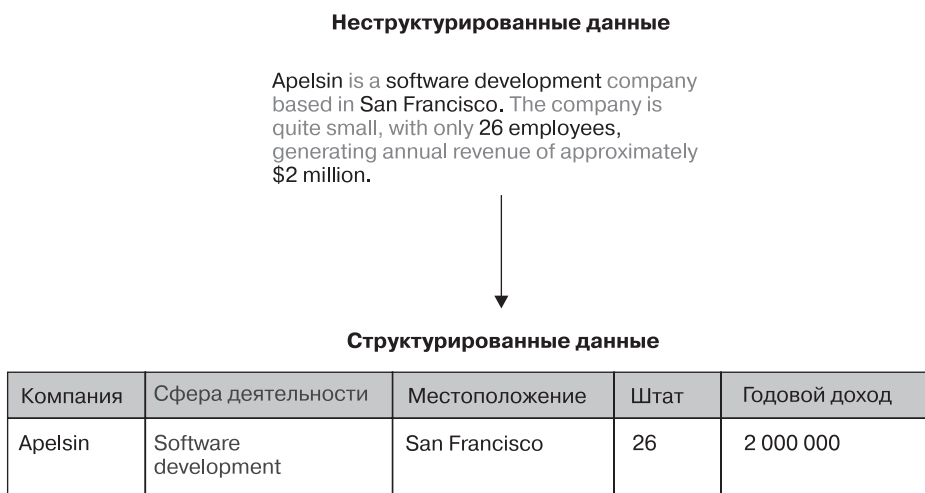 Неструктурированные данные
Apelsin is a software development company
based in San Francisco. The company is
quite small, with only 26 employees,
generating annual revenue of approximately
$2 million.
Структурированные данные
Компания Сфера деятельности Местоположение Штат Годовой доход
Apelsin Software San Francisco 26 2 000 000
development